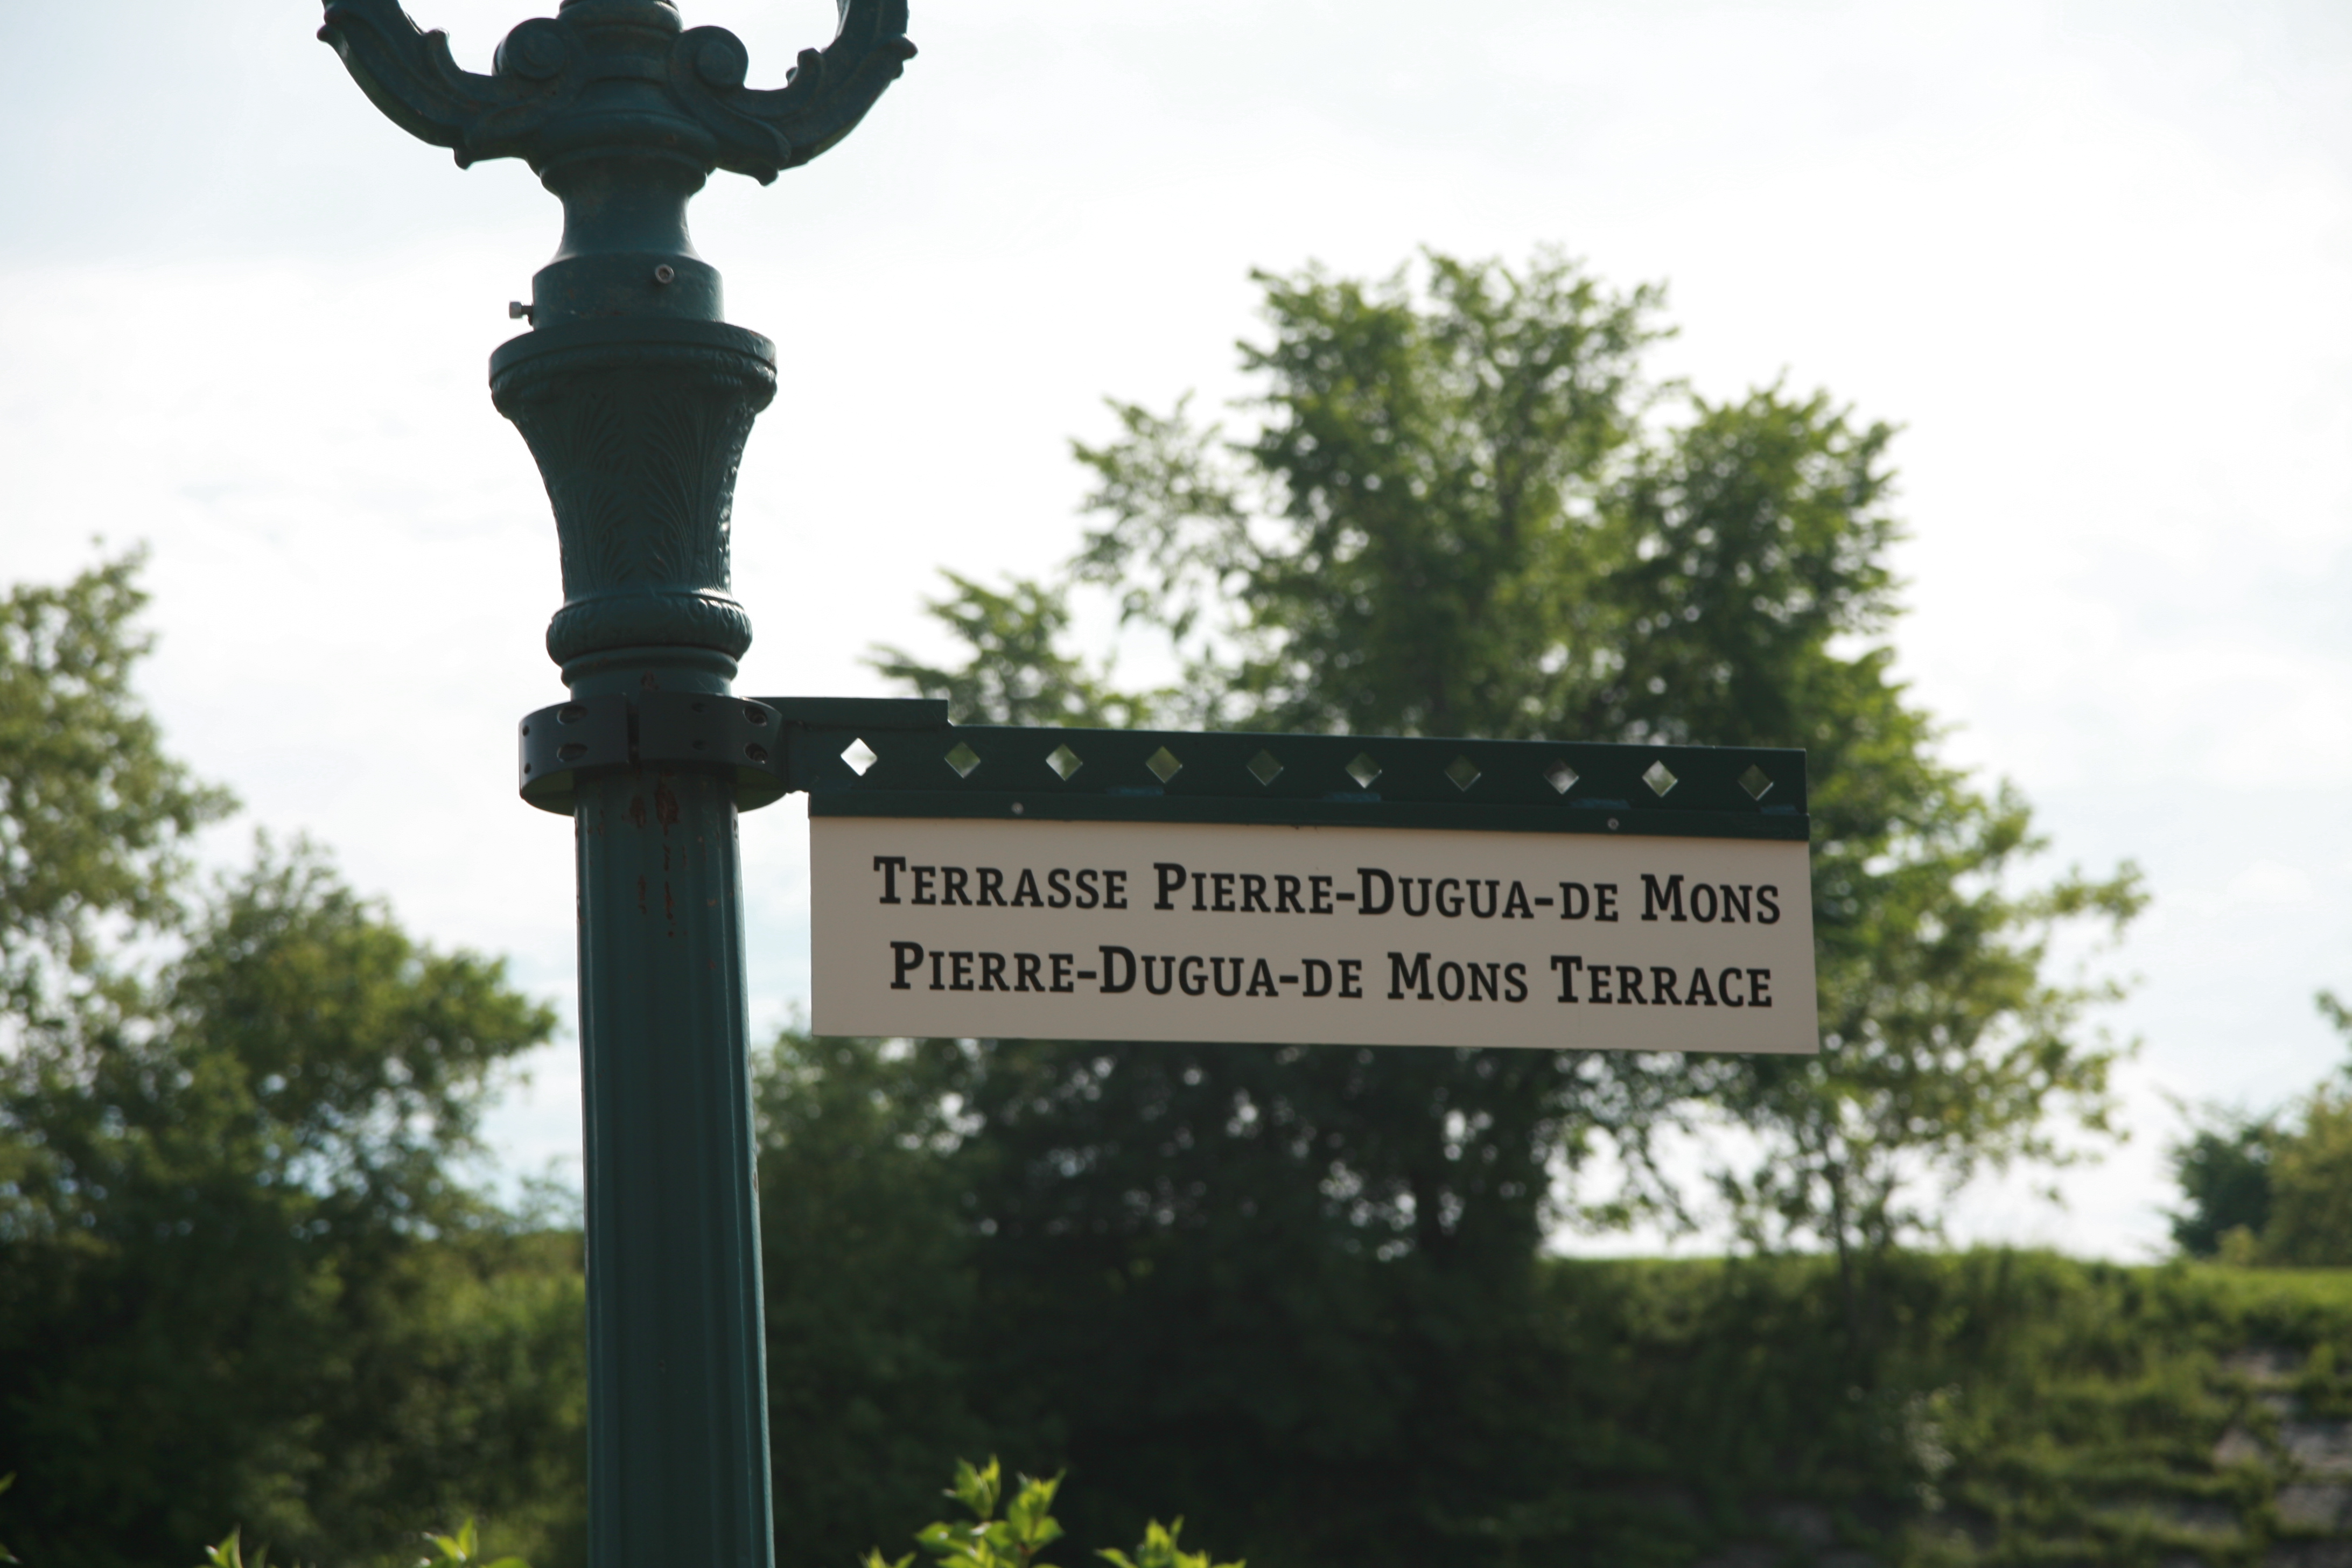 Terrasse Pierre-Dugua-de Mons
Pierre-Dugua-de Mons Terrace